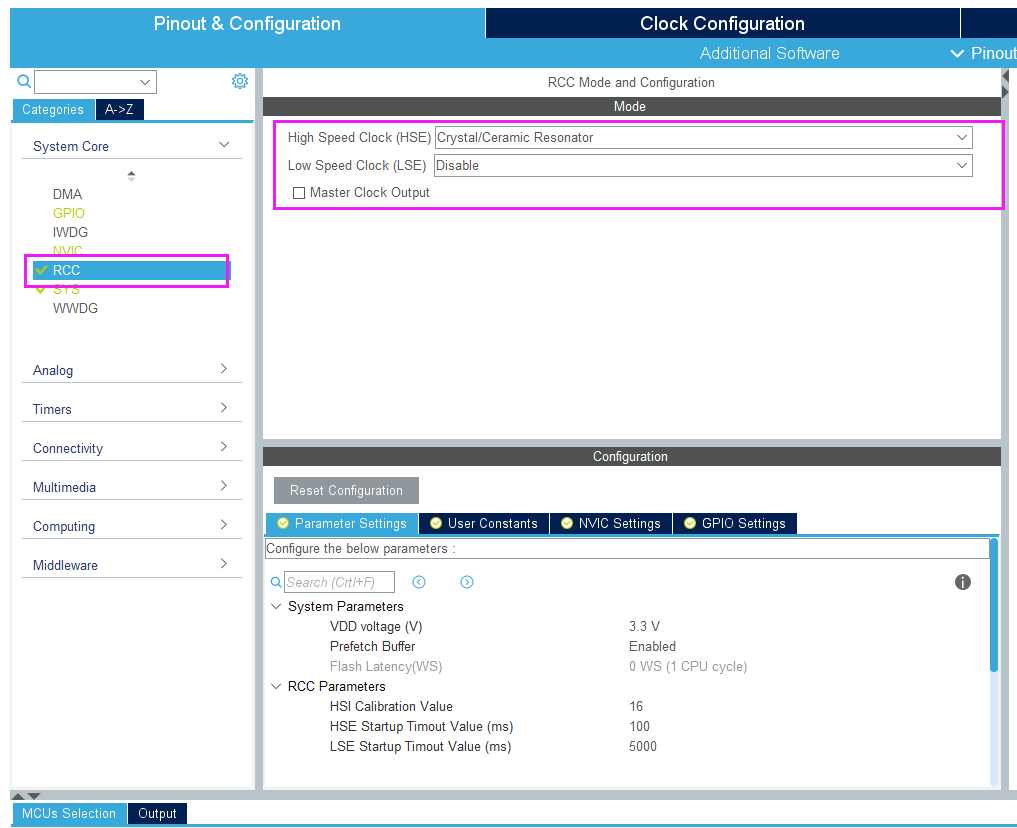 Pinout & Configuration
Clock Configuration
Additional Software
Pinout
Categories
A->Z
System Core
DMA
GPIO
IWDG
NVIC
RCC
SYS
WWDG
Analog
Timers
Connectivity
Multimedia
Computing
Middleware
RCC Mode and Configuration
Mode
High Speed Clock (HSE) Crystal/Ceramic Resonator
Low Speed Clock (LSE) Disable
Master Clock Output
Configuration
Reset Configuration
Parameter Settings
User Constants
NVIC Settings
GPIO Settings
Configure the below parameters :
Search (Crtl+F)
System Parameters
VDD voltage (V) 3.3 V
Prefetch Buffer Enabled
Flash Latency(WS) 0 WS (1 CPU cycle)
RCC Parameters
HSI Calibration Value 16
HSE Startup Timout Value (ms) 100
LSE Startup Timout Value (ms) 5000
MCUs Selection
Output